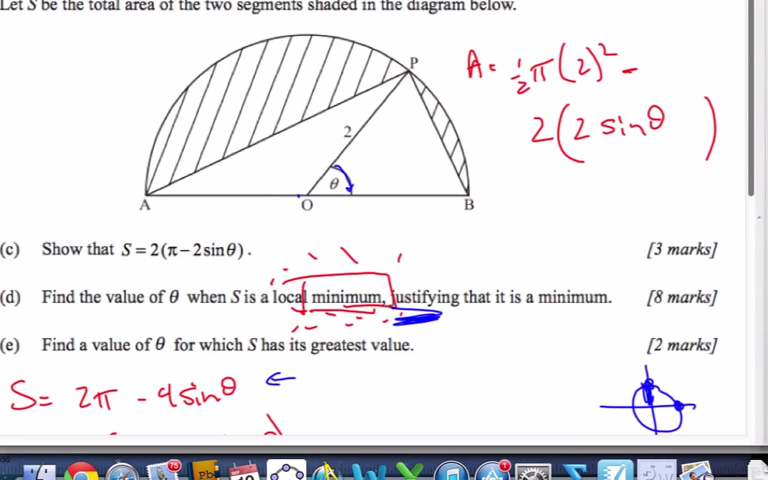 Let S be the total area of the two segments shaded in the diagram below.
P
A = ½π(2)² -
2(2 sinθ )
2
θ
A O B
(c) Show that S = 2(π − 2sinθ). [3 marks]
(d) Find the value of θ when S is a local minimum, justifying that it is a minimum. [8 marks]
(e) Find a value of θ for which S has its greatest value. [2 marks]
S = 2π - 4sinθ ←